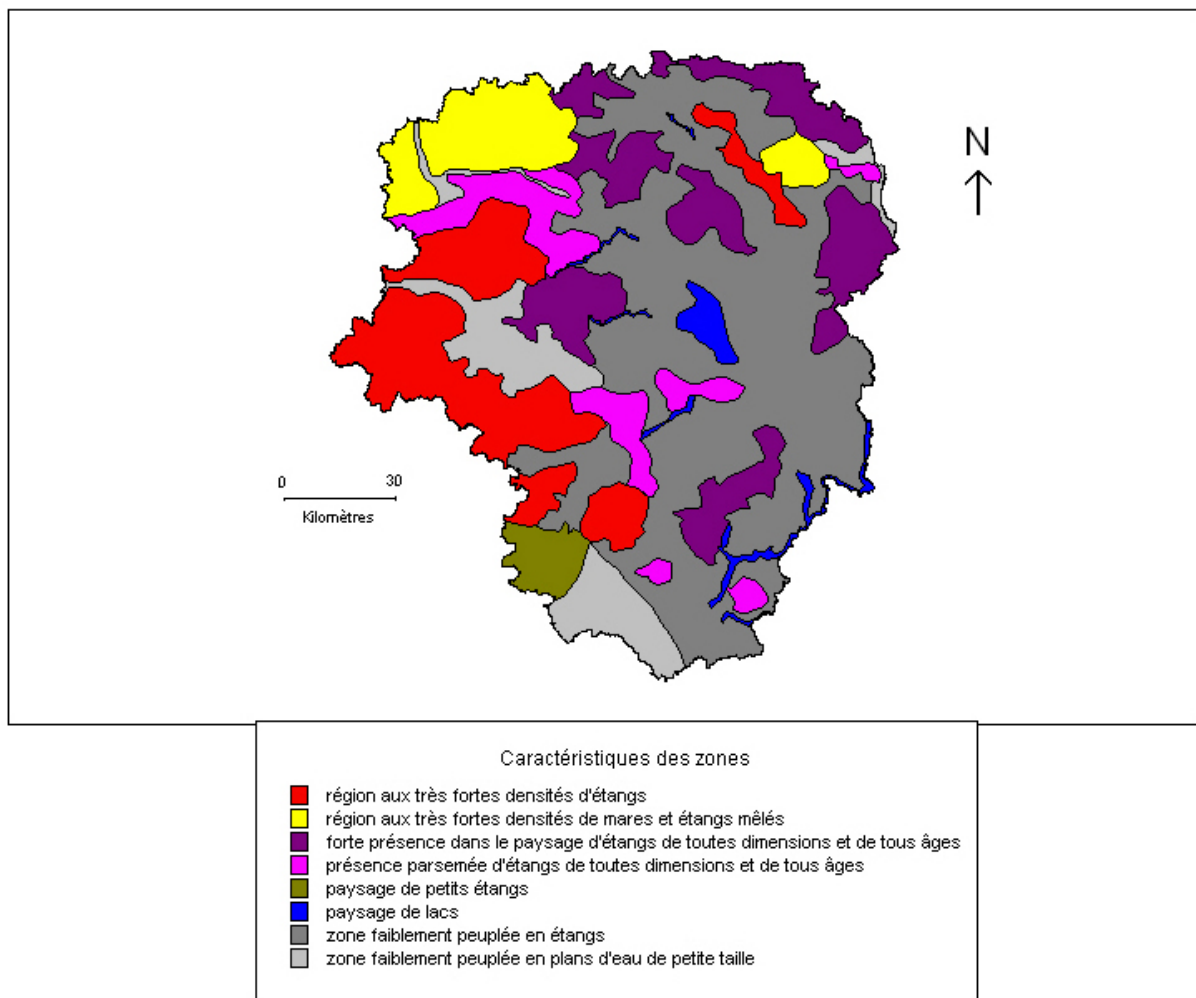 N
0 30
Kilomètres
Caractéristiques des zones
région aux très fortes densités d'étangs
région aux très fortes densités de mares et étangs mêlés
forte présence dans le paysage d'étangs de toutes dimensions et de tous âges
présence parsemée d'étangs de toutes dimensions et de tous âges
paysage de petits étangs
paysage de lacs
zone faiblement peuplée en étangs
zone faiblement peuplée en plans d'eau de petite taille